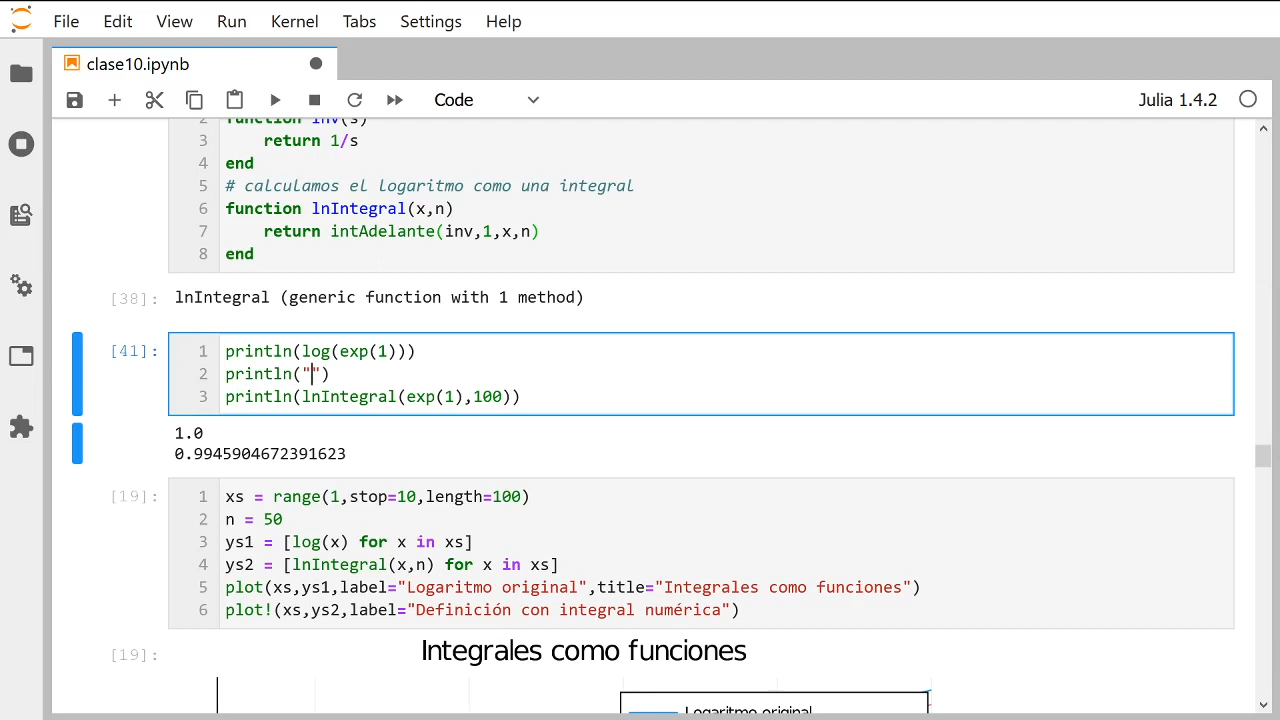 File Edit View Run Kernel Tabs Settings Help
clase10.ipynb
Code Julia 1.4.2
2 function inv(s)
3 return 1/s
4 end
5 # calculamos el logaritmo como una integral
6 function lnIntegral(x,n)
7 return intAdelante(inv,1,x,n)
8 end
[38]: lnIntegral (generic function with 1 method)
[41]: 1 println(log(exp(1)))
2 println("")
3 println(lnIntegral(exp(1),100))
1.0
0.9945904672391623
[19]: 1 xs = range(1,stop=10,length=100)
2 n = 50
3 ys1 = [log(x) for x in xs]
4 ys2 = [lnIntegral(x,n) for x in xs]
5 plot(xs,ys1,label="Logaritmo original",title="Integrales como funciones")
6 plot!(xs,ys2,label="Definición con integral numérica")
[19]: Integrales como funciones
Logaritmo original